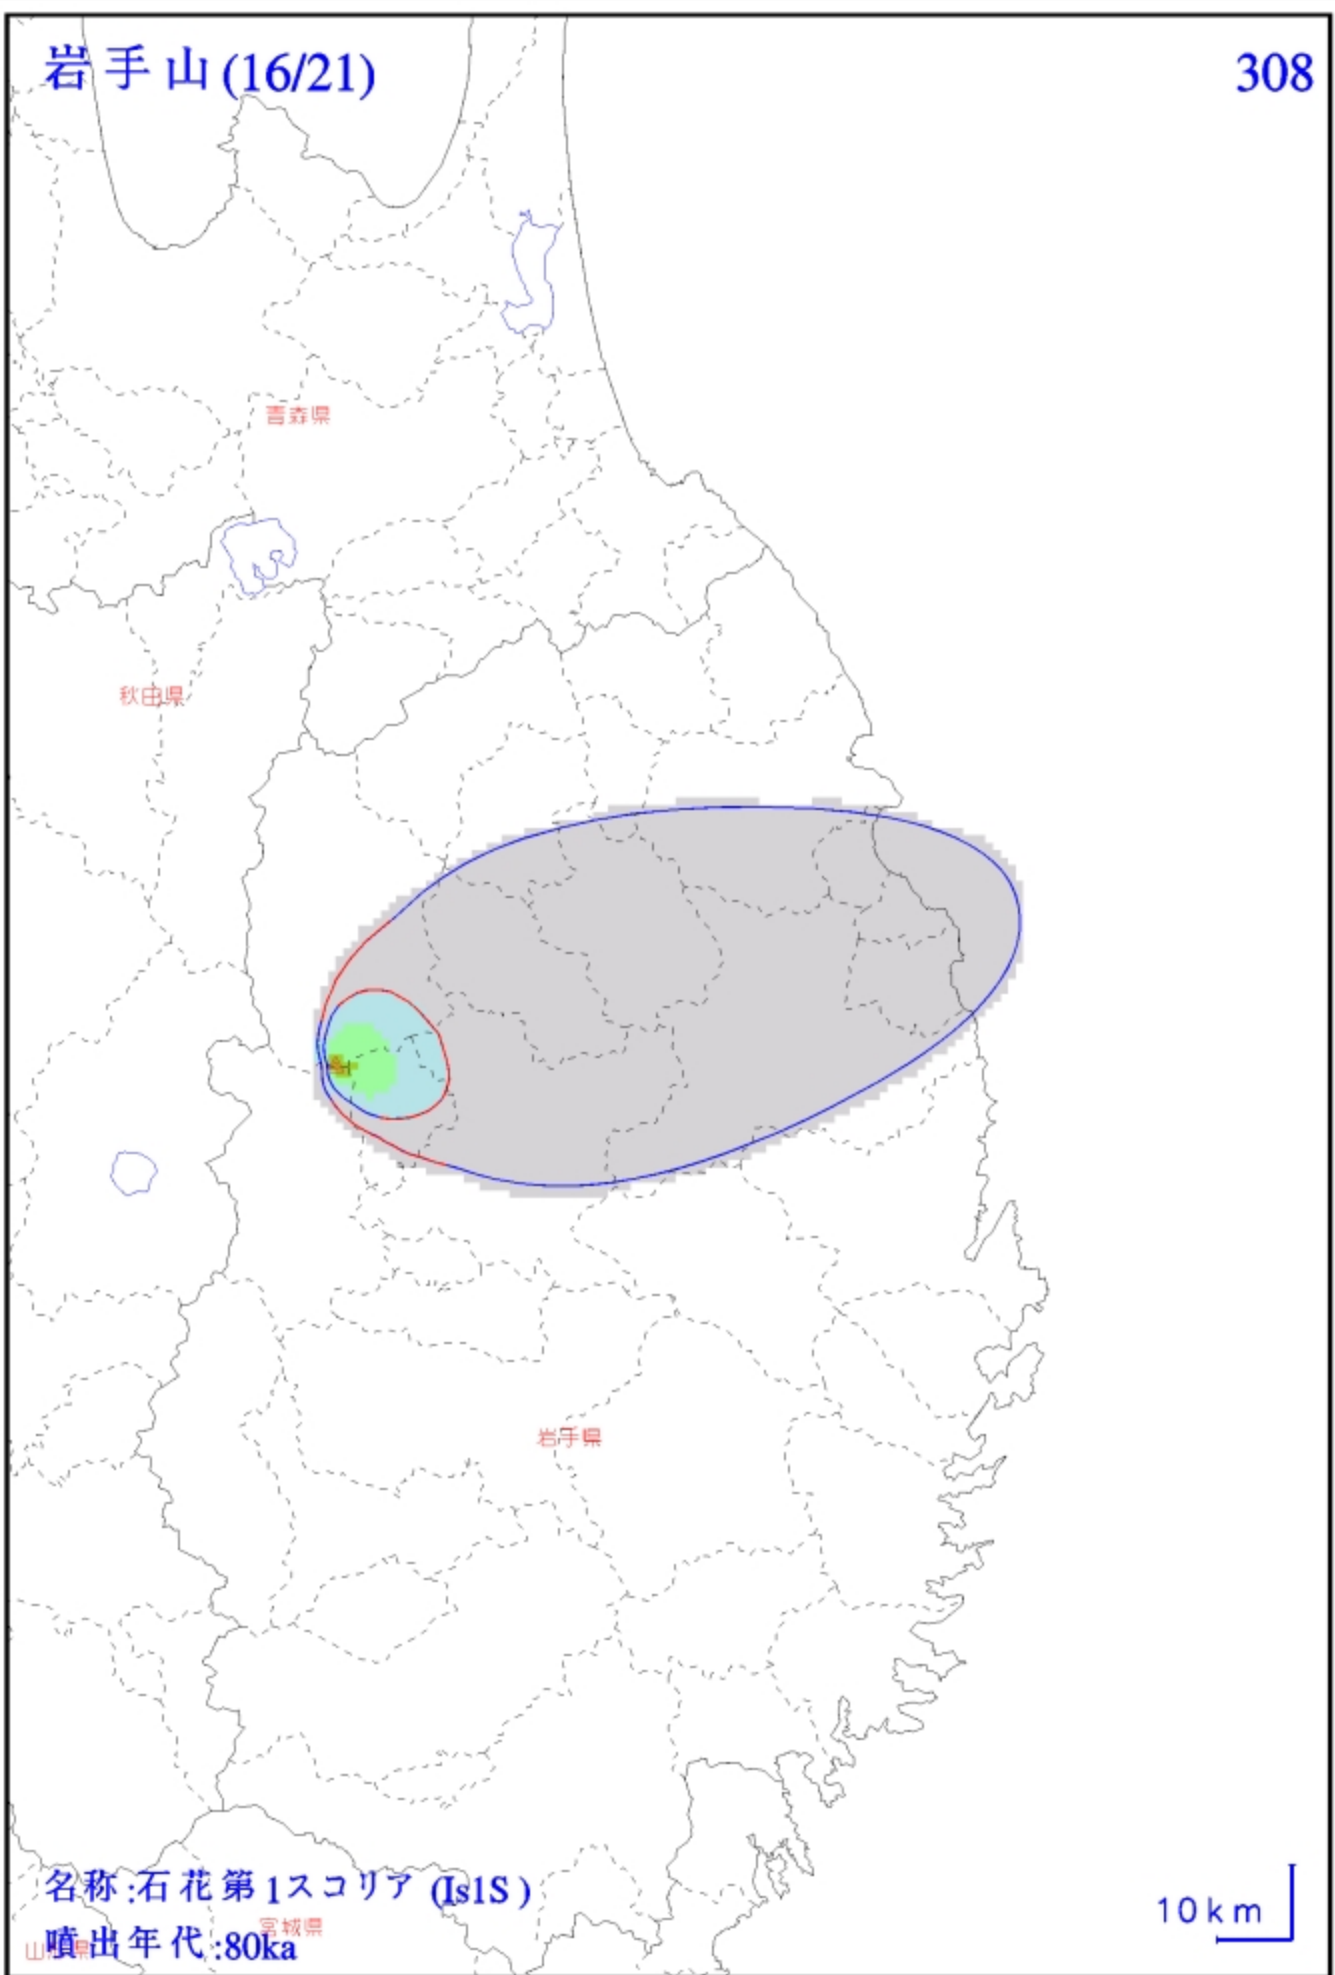 岩手山(16/21)
308
青森県
秋田県
岩手県
名称:石花第1スコリア (Is1S)
宮城県
噴出年代:80ka
10km